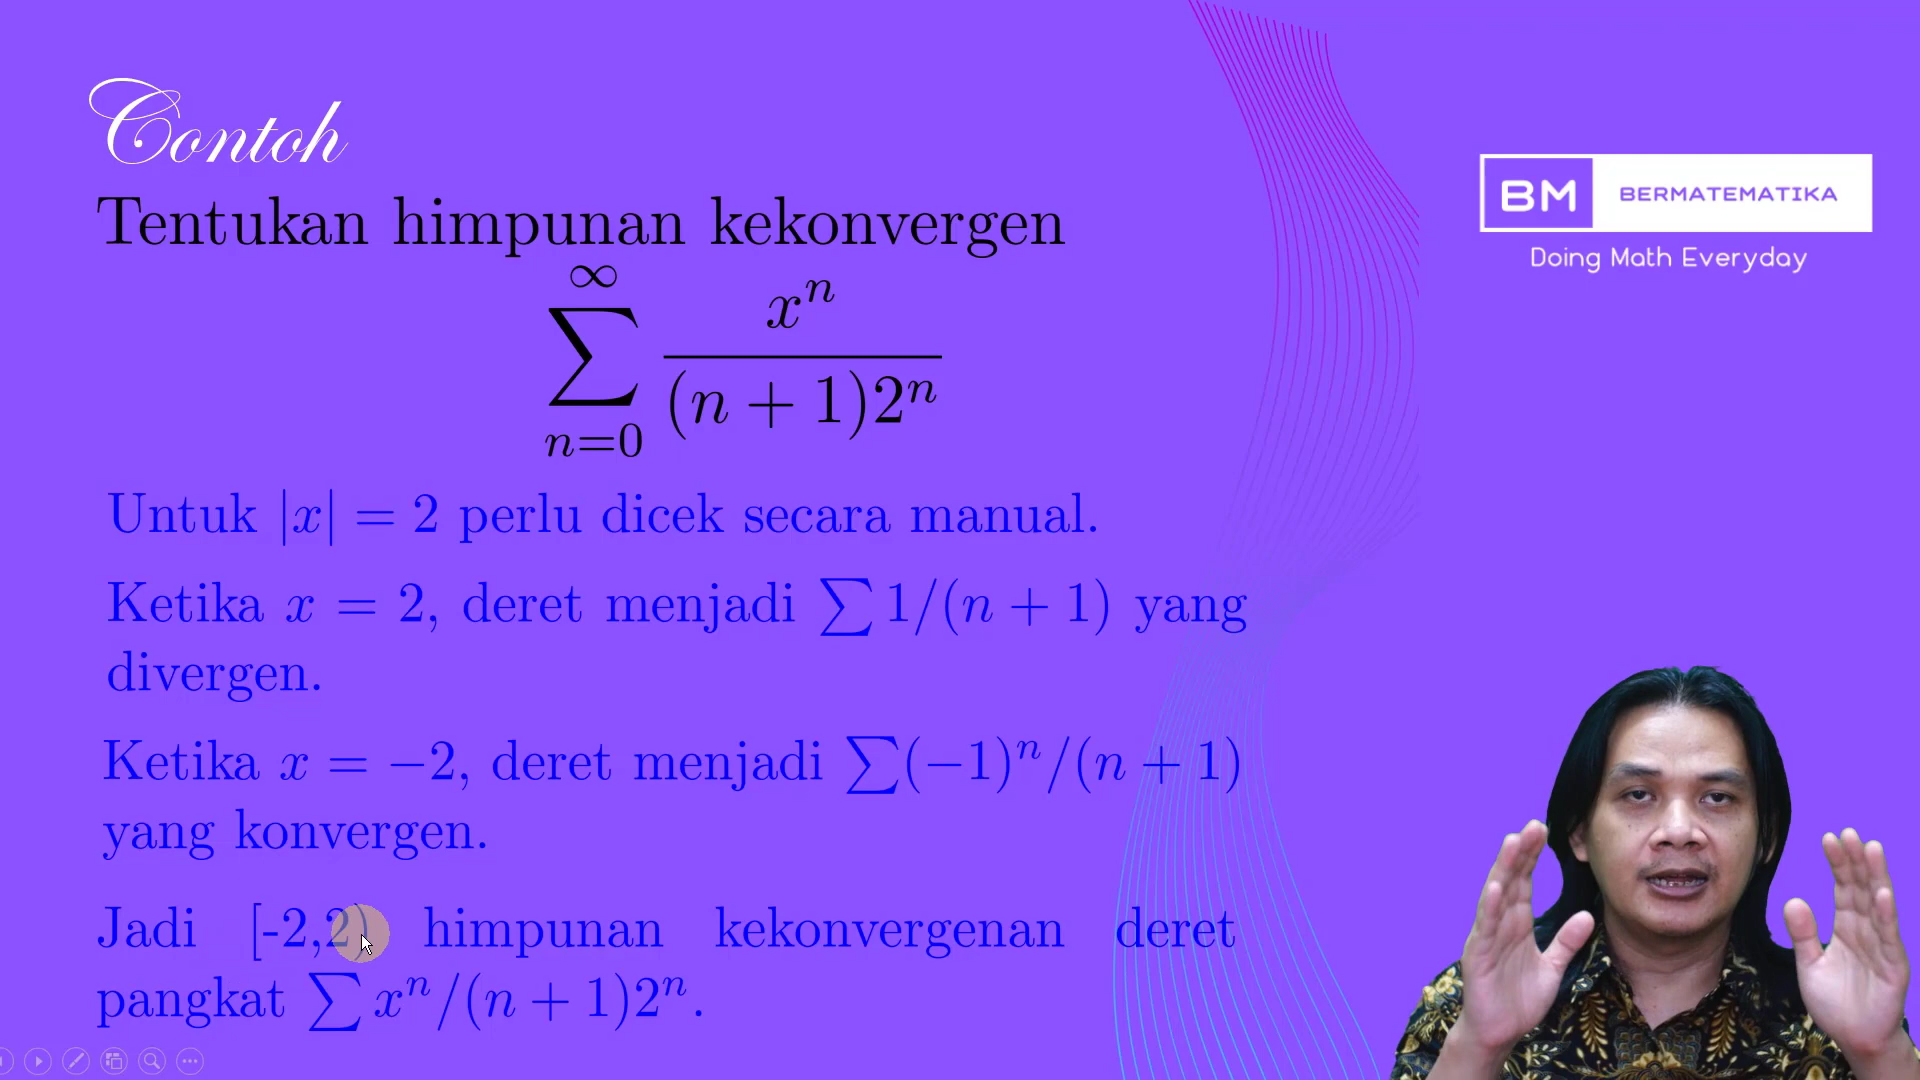 Contoh
Tentukan himpunan kekonvergen
∞
∑ xⁿ / (n + 1)2ⁿ
n=0
Untuk |x| = 2 perlu dicek secara manual.
Ketika x = 2, deret menjadi ∑ 1/(n + 1) yang
divergen.
Ketika x = −2, deret menjadi ∑(−1)ⁿ/(n + 1)
yang konvergen.
Jadi [-2,2) himpunan kekonvergenan deret
pangkat ∑ xⁿ/(n + 1)2ⁿ.
BM BERMATEMATIKA
Doing Math Everyday